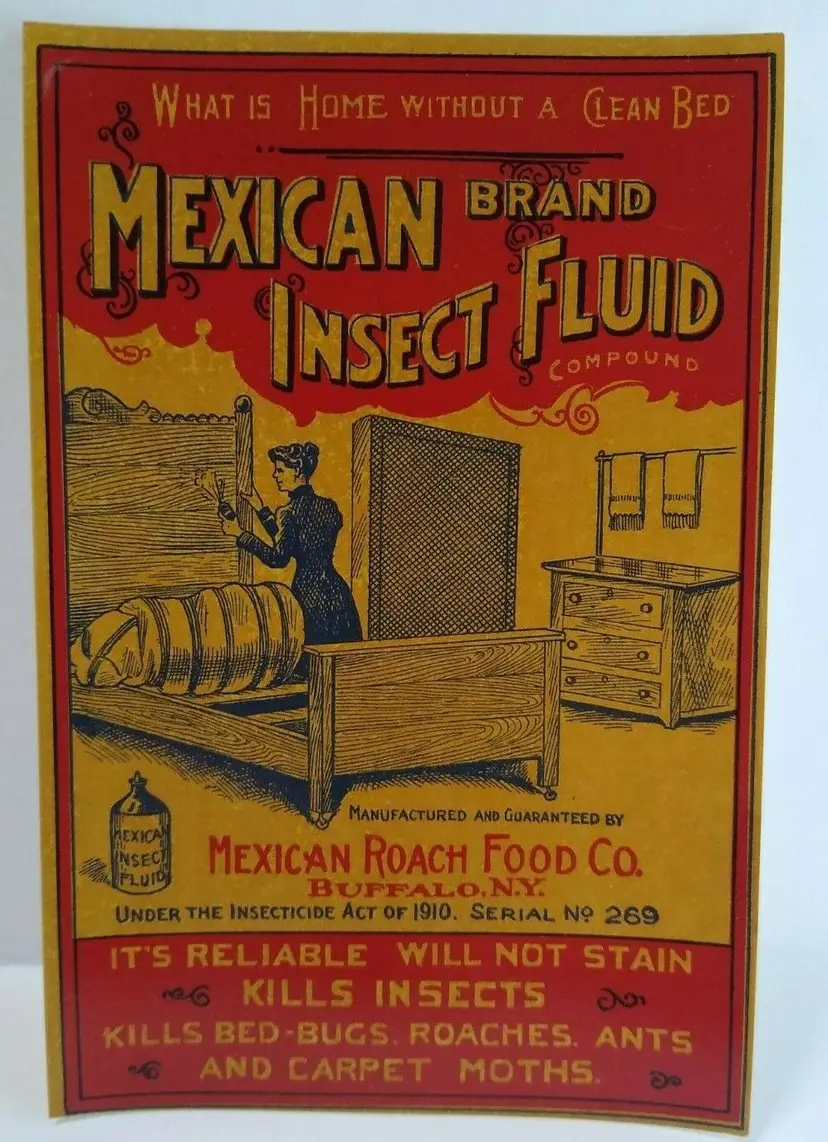 WHAT IS HOME WITHOUT A CLEAN BED
MEXICAN BRAND
INSECT FLUID
COMPOUND
MANUFACTURED AND GUARANTEED BY
MEXICAN ROACH FOOD CO.
BUFFALO, N.Y.
EXICA
NSEC
FLUID
UNDER THE INSECTICIDE ACT OF 1910. SERIAL Nº 269
IT'S RELIABLE WILL NOT STAIN
KILLS INSECTS
KILLS BED-BUGS, ROACHES, ANTS
AND CARPET MOTHS.